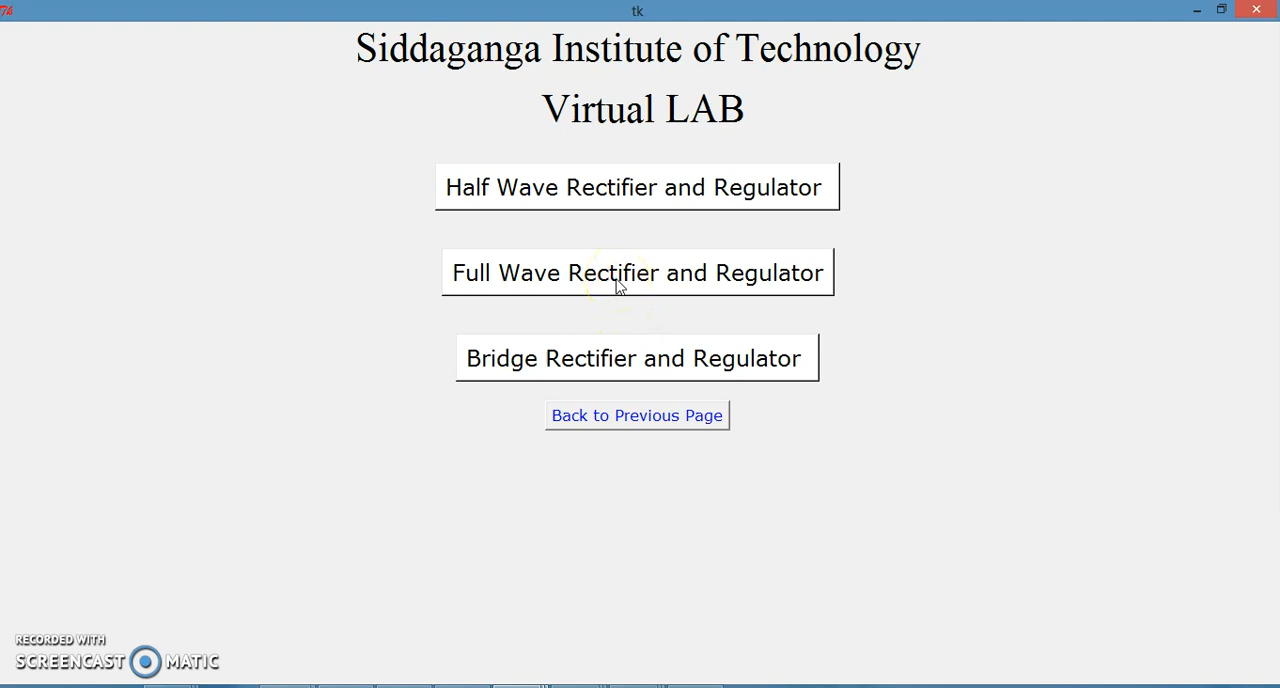 tk
Siddaganga Institute of Technology
Virtual LAB
Half Wave Rectifier and Regulator
Full Wave Rectifier and Regulator
Bridge Rectifier and Regulator
Back to Previous Page
RECORDED WITH
SCREENCAST MATIC